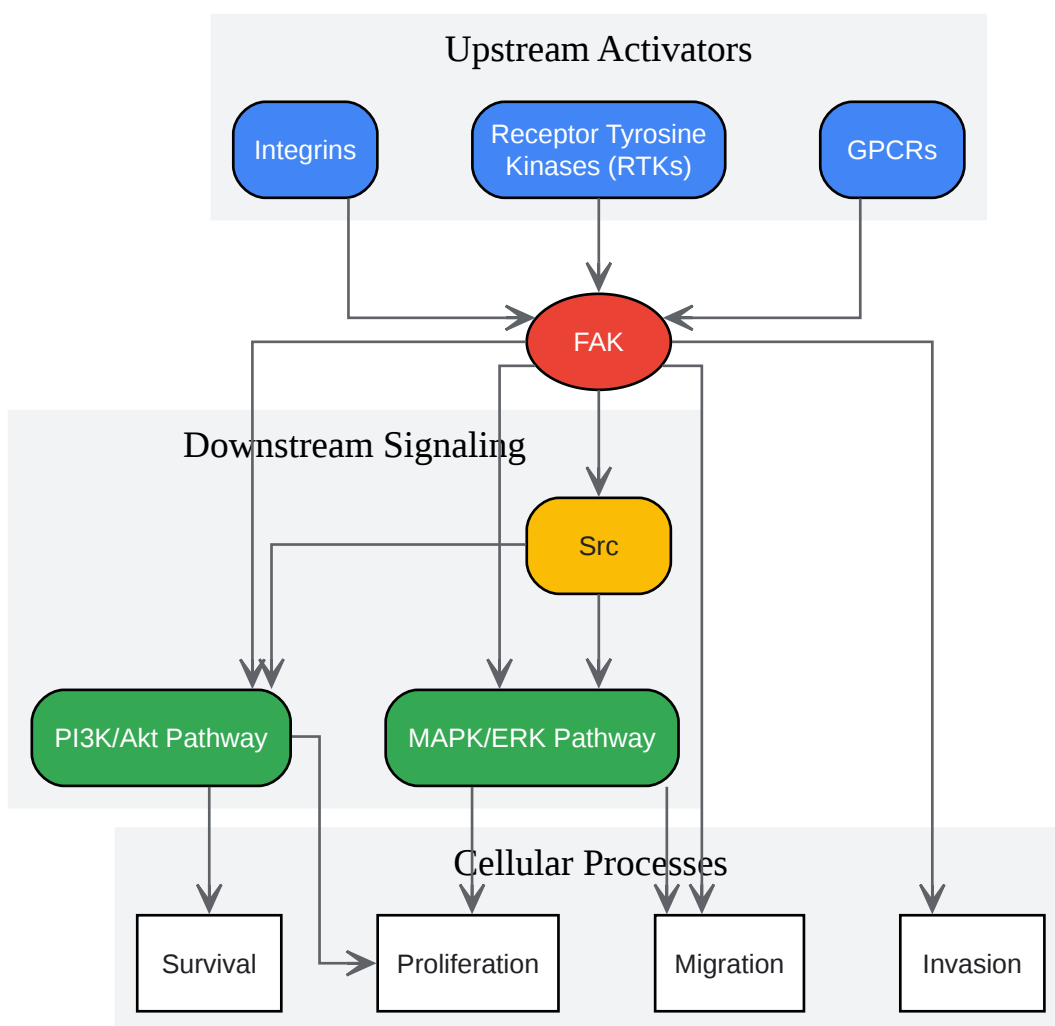 Upstream Activators
Integrins
Receptor Tyrosine
Kinases (RTKs)
GPCRs
FAK
Downstream Signaling
Src
PI3K/Akt Pathway
MAPK/ERK Pathway
Cellular Processes
Survival
Proliferation
Migration
Invasion